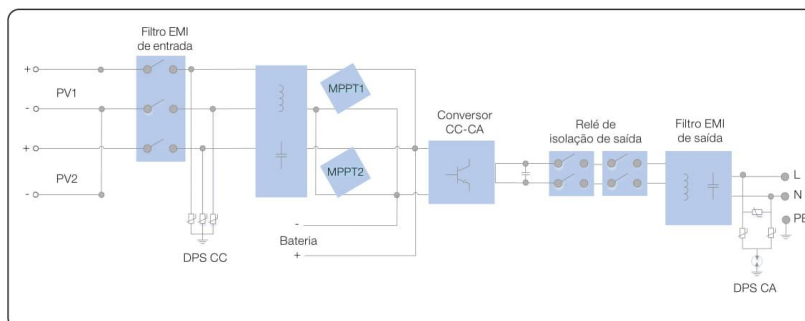 Filtro EMI
de entrada
+
PV1
-
+
PV2
-
DPS CC
MPPT1
MPPT2
-
Bateria
+
Conversor
CC-CA
Relé de
isolação de saída
Filtro EMI
de saída
L
N
PE
DPS CA